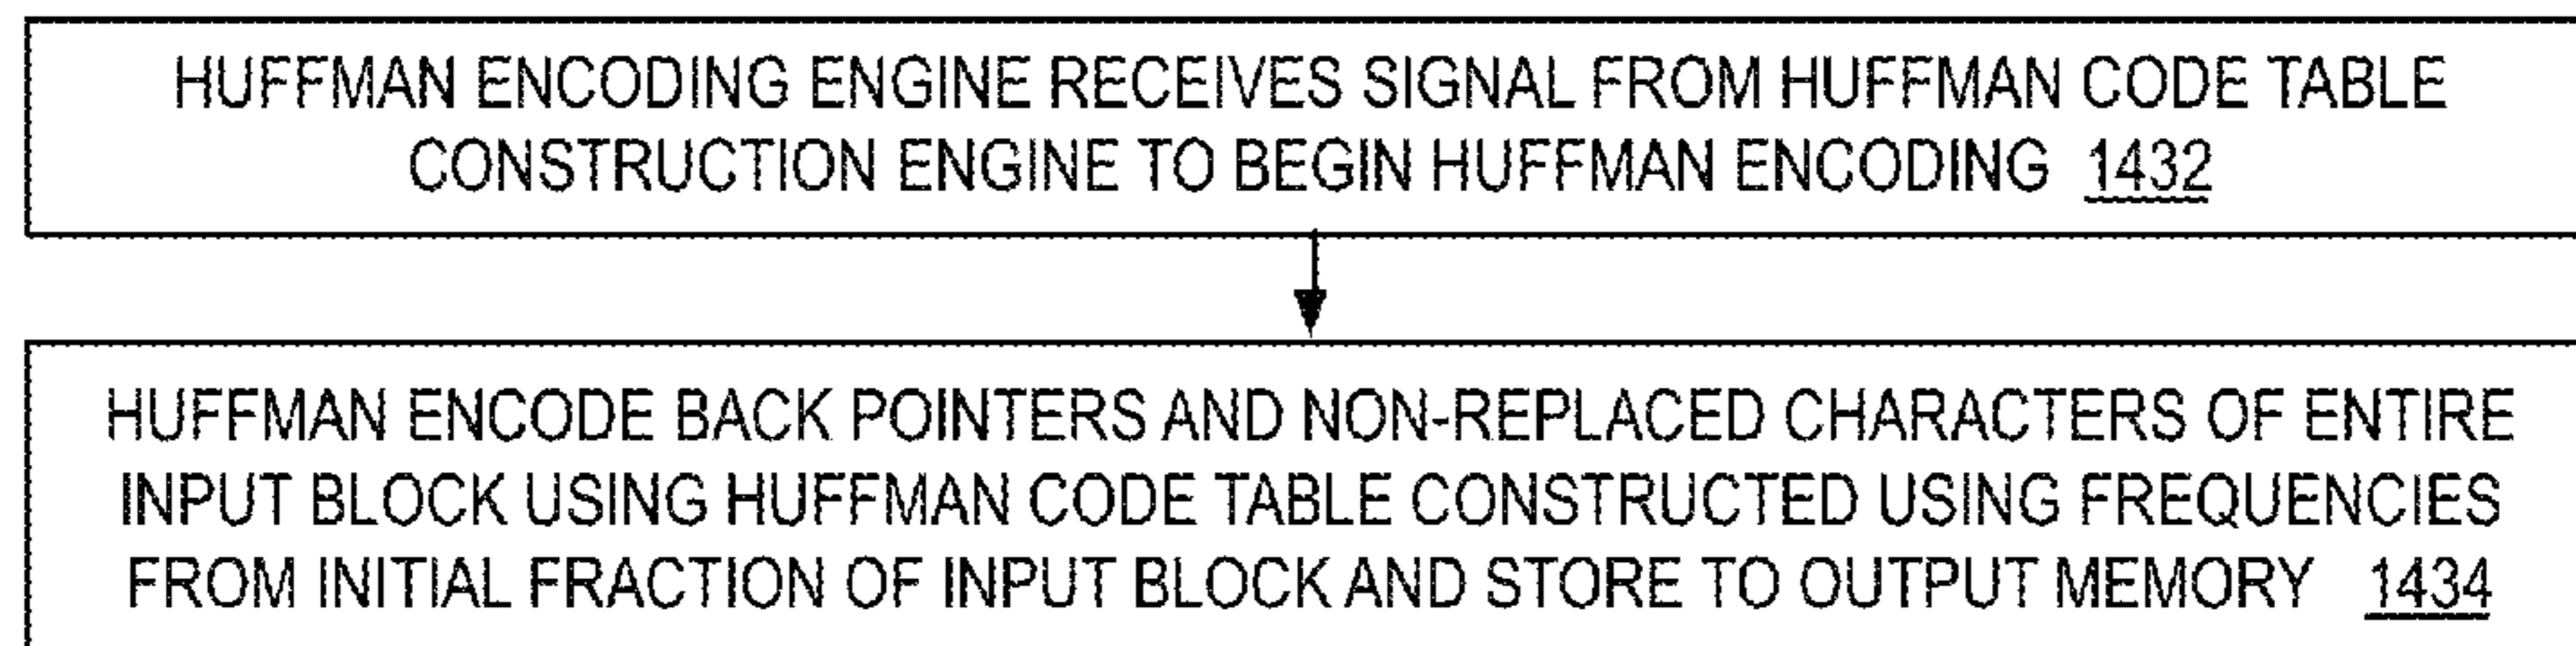 HUFFMAN ENCODING ENGINE RECEIVES SIGNAL FROM HUFFMAN CODE TABLE
CONSTRUCTION ENGINE TO BEGIN HUFFMAN ENCODING 1432
HUFFMAN ENCODE BACK POINTERS AND NON-REPLACED CHARACTERS OF ENTIRE
INPUT BLOCK USING HUFFMAN CODE TABLE CONSTRUCTED USING FREQUENCIES
FROM INITIAL FRACTION OF INPUT BLOCK AND STORE TO OUTPUT MEMORY 1434